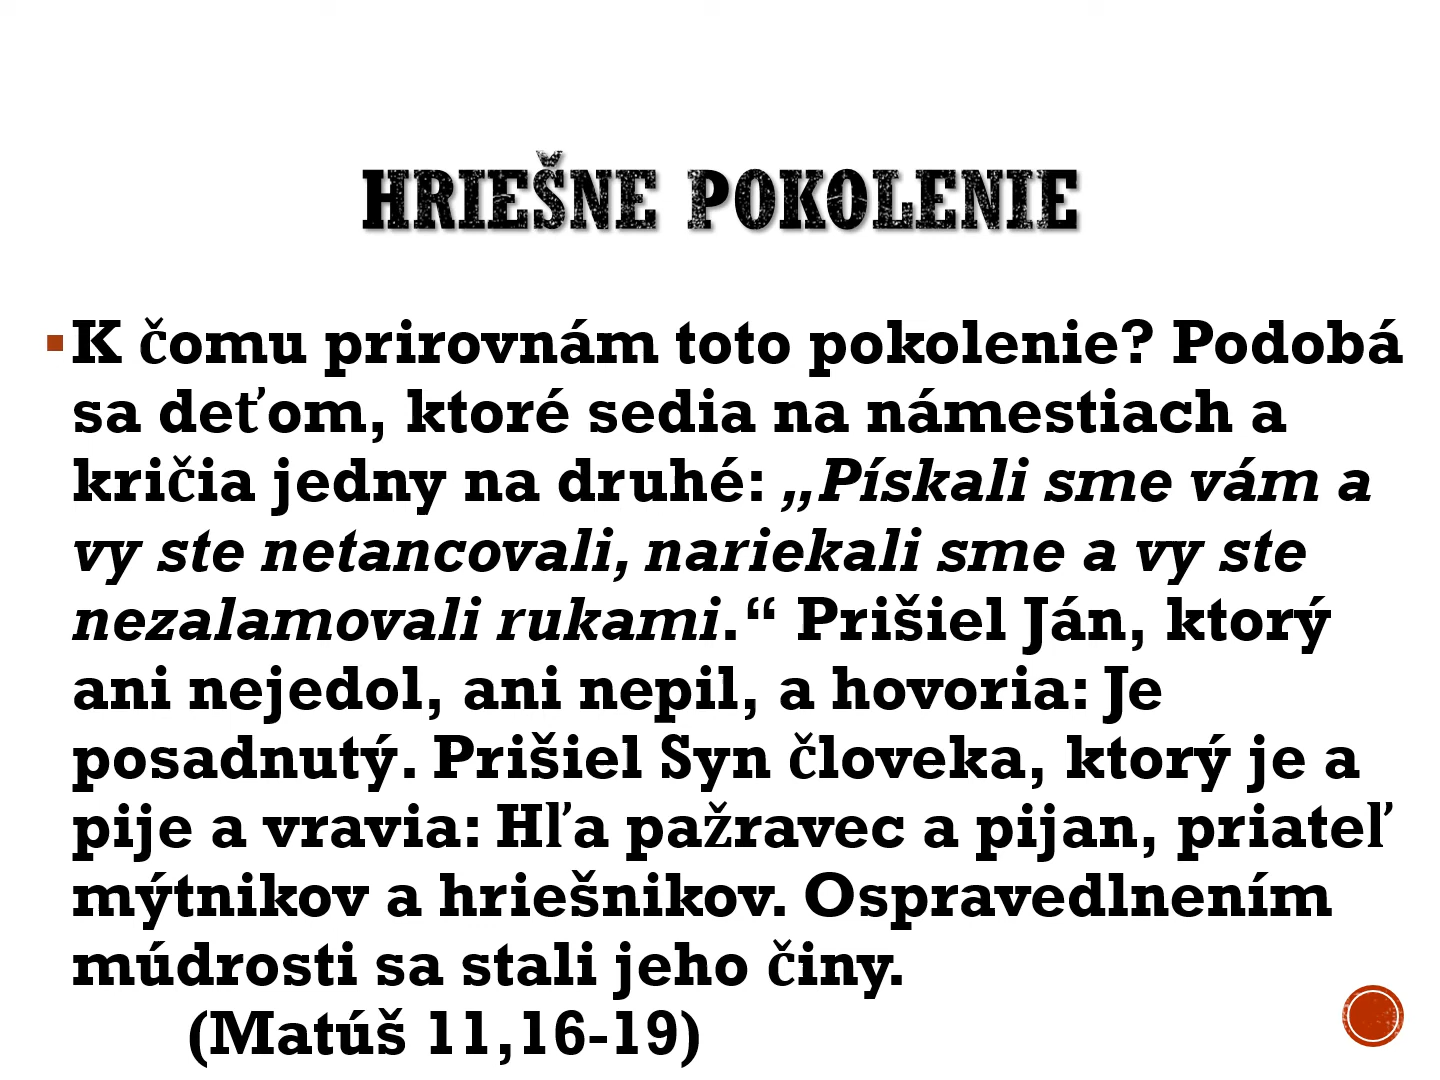 HRIEŠNE POKOLENIE
K čomu prirovnám toto pokolenie? Podobá
sa deťom, ktoré sedia na námestiach a
kričia jedny na druhé: „Pískali sme vám a
vy ste netancovali, nariekali sme a vy ste
nezalamovali rukami.“ Prišiel Ján, ktorý
ani nejedol, ani nepil, a hovoria: Je
posadnutý. Prišiel Syn človeka, ktorý je a
pije a vravia: Hľa pažravec a pijan, priateľ
mýtnikov a hriešnikov. Ospravedlnením
múdrosti sa stali jeho činy.
(Matúš 11,16-19)